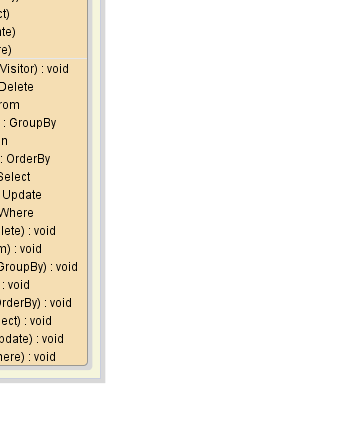 ct)
ate)
re)
Visitor) : void
Delete
rom
: GroupBy
n
: OrderBy
Select
Update
Where
lete) : void
m) : void
GroupBy) : void
: void
OrderBy) : void
ect) : void
pdate) : void
here) : void